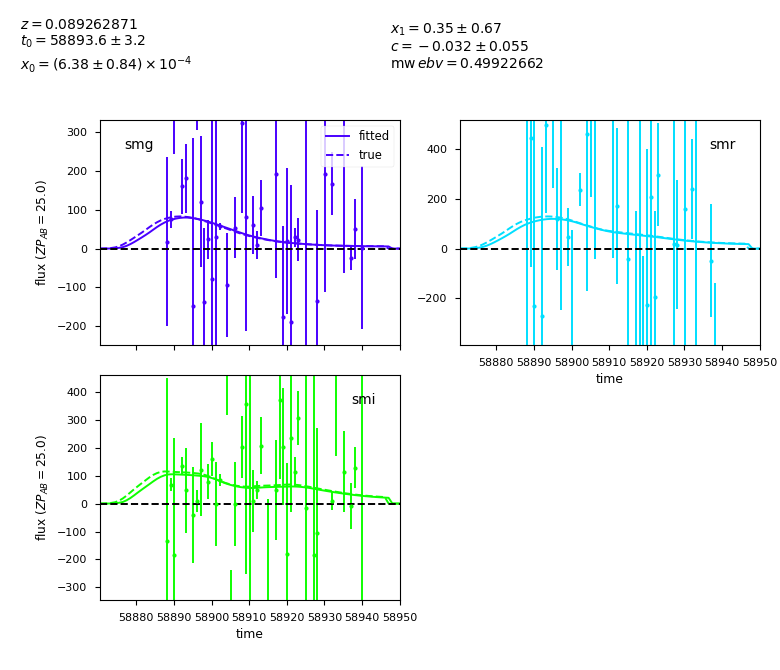 z = 0.089262871
t₀ = 58893.6 ± 3.2
x₀ = (6.38 ± 0.84) × 10⁻⁴
x₁ = 0.35 ± 0.67
c = −0.032 ± 0.055
mw ebv = 0.49922662
smg
fitted
true
300
200
100
0
−100
−200
flux (ZP_AB = 25.0)
smr
400
200
0
−200
58880 58890 58900 58910 58920 58930 58940 58950
time
smi
400
300
200
100
0
−100
−200
−300
flux (ZP_AB = 25.0)
58880 58890 58900 58910 58920 58930 58940 58950
time